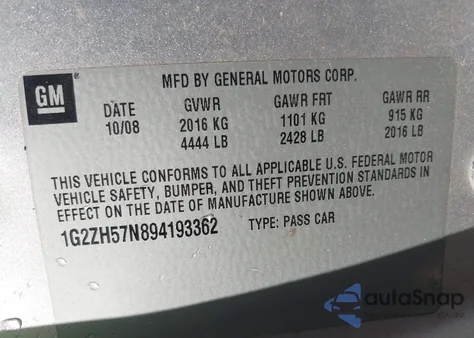 GM
MFD BY GENERAL MOTORS CORP.
DATE GVWR GAWR FRT GAWR RR
10/08 2016 KG 1101 KG 915 KG
4444 LB 2428 LB 2016 LB
THIS VEHICLE CONFORMS TO ALL APPLICABLE U.S. FEDERAL MOTOR
VEHICLE SAFETY, BUMPER, AND THEFT PREVENTION STANDARDS IN
EFFECT ON THE DATE OF MANUFACTURE SHOWN ABOVE.
1G2ZH57N894193362 TYPE: PASS CAR
autoSnap